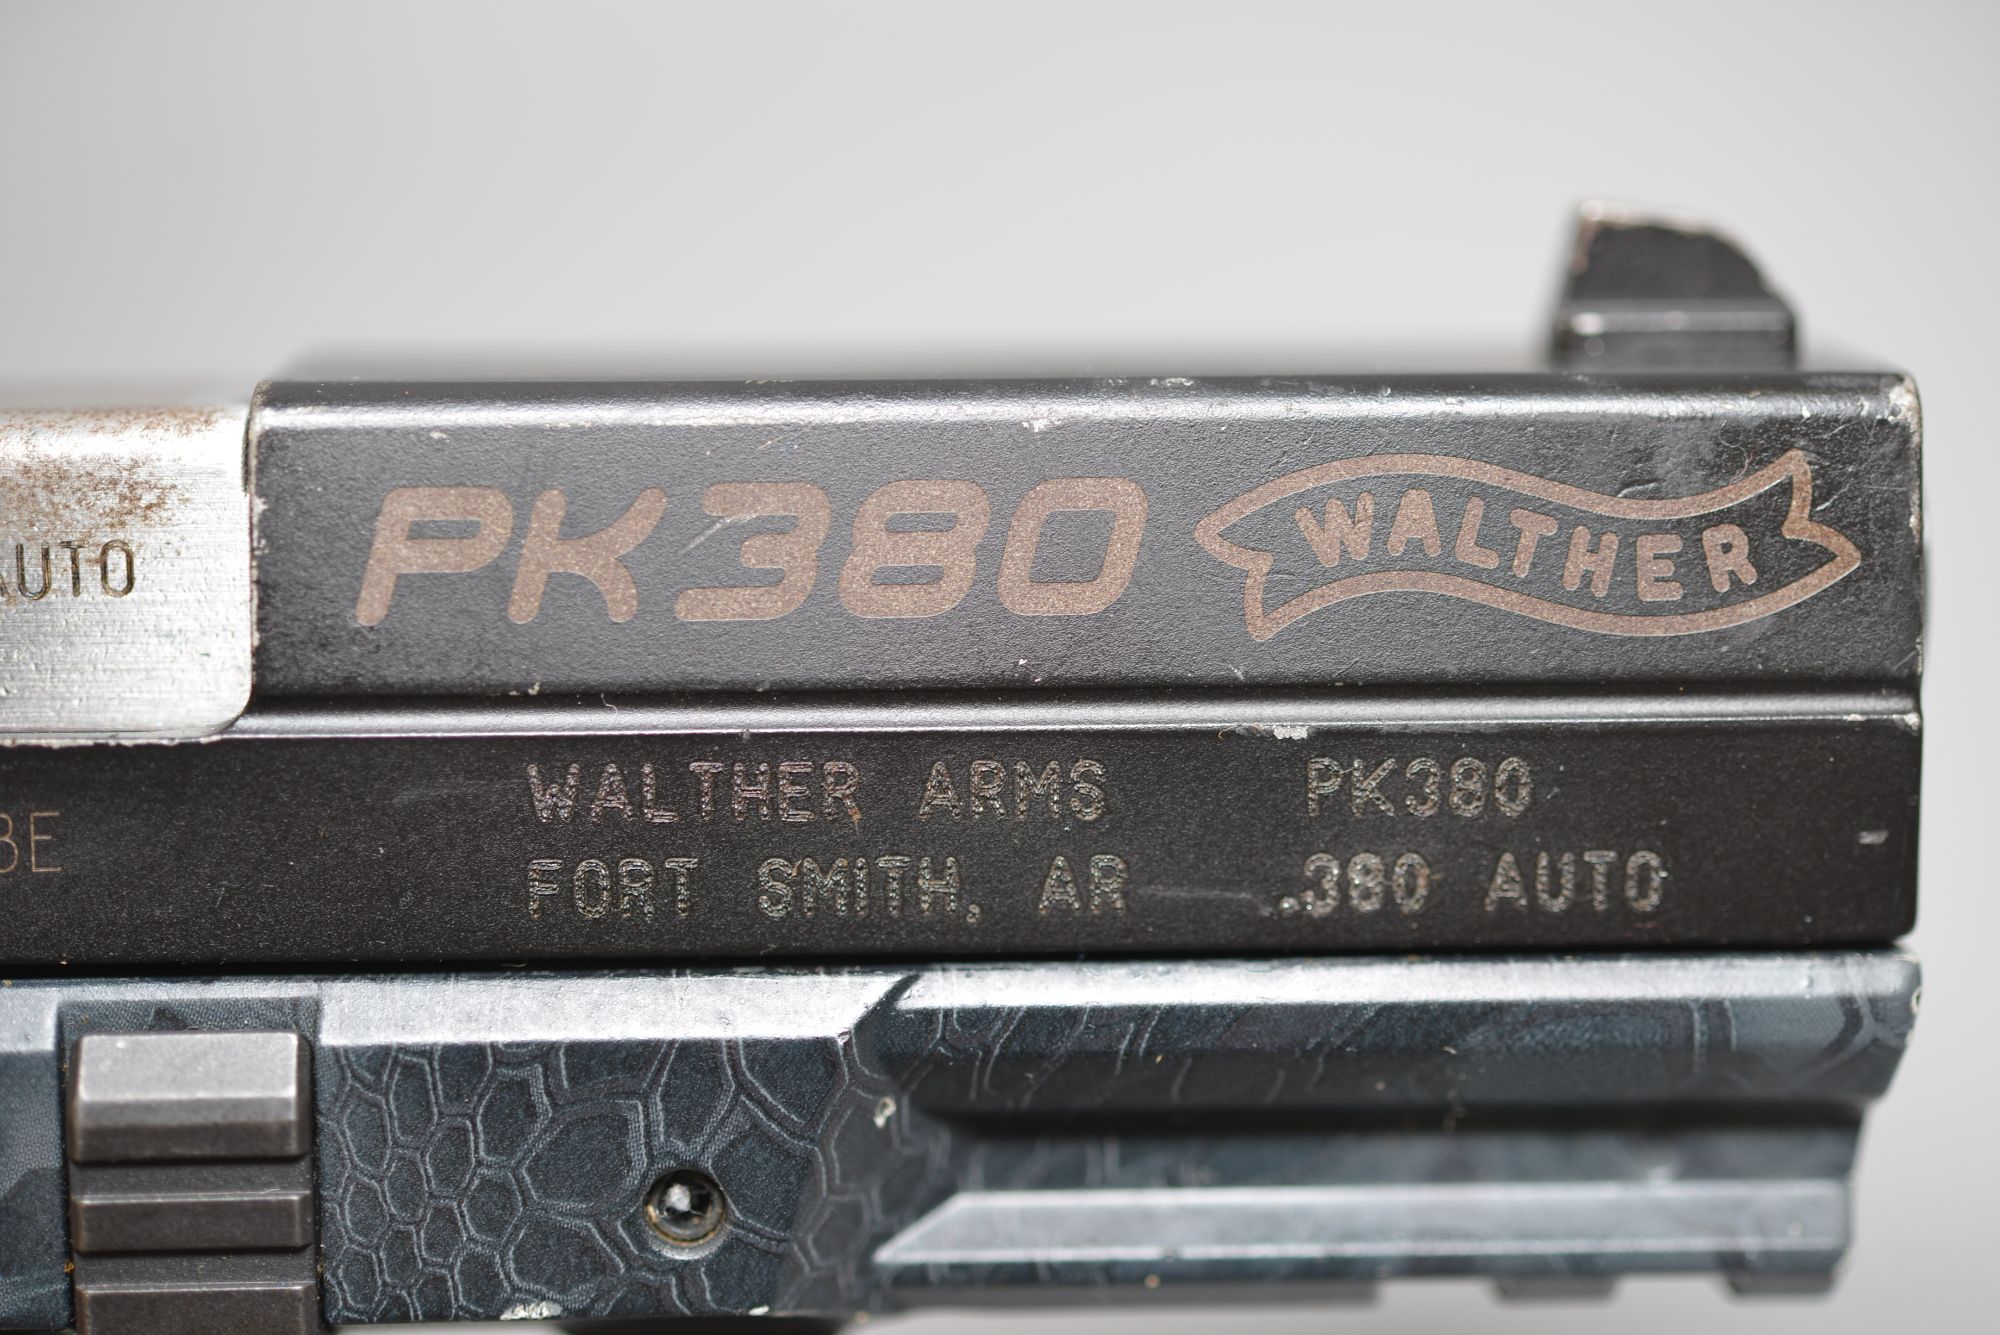 PK380 WALTHER
AUTO
WALTHER ARMS PK380
FORT SMITH, AR .380 AUTO
BE